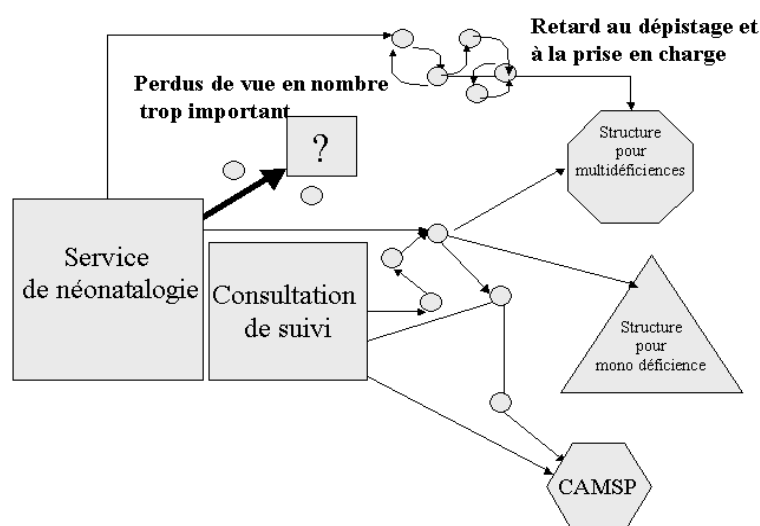 Retard au dépistage et
à la prise en charge
Perdus de vue en nombre
trop important
?
Structure
pour
multidéficiences
Service
de néonatalogie
Consultation
de suivi
Structure
pour
mono déficience
CAMSP